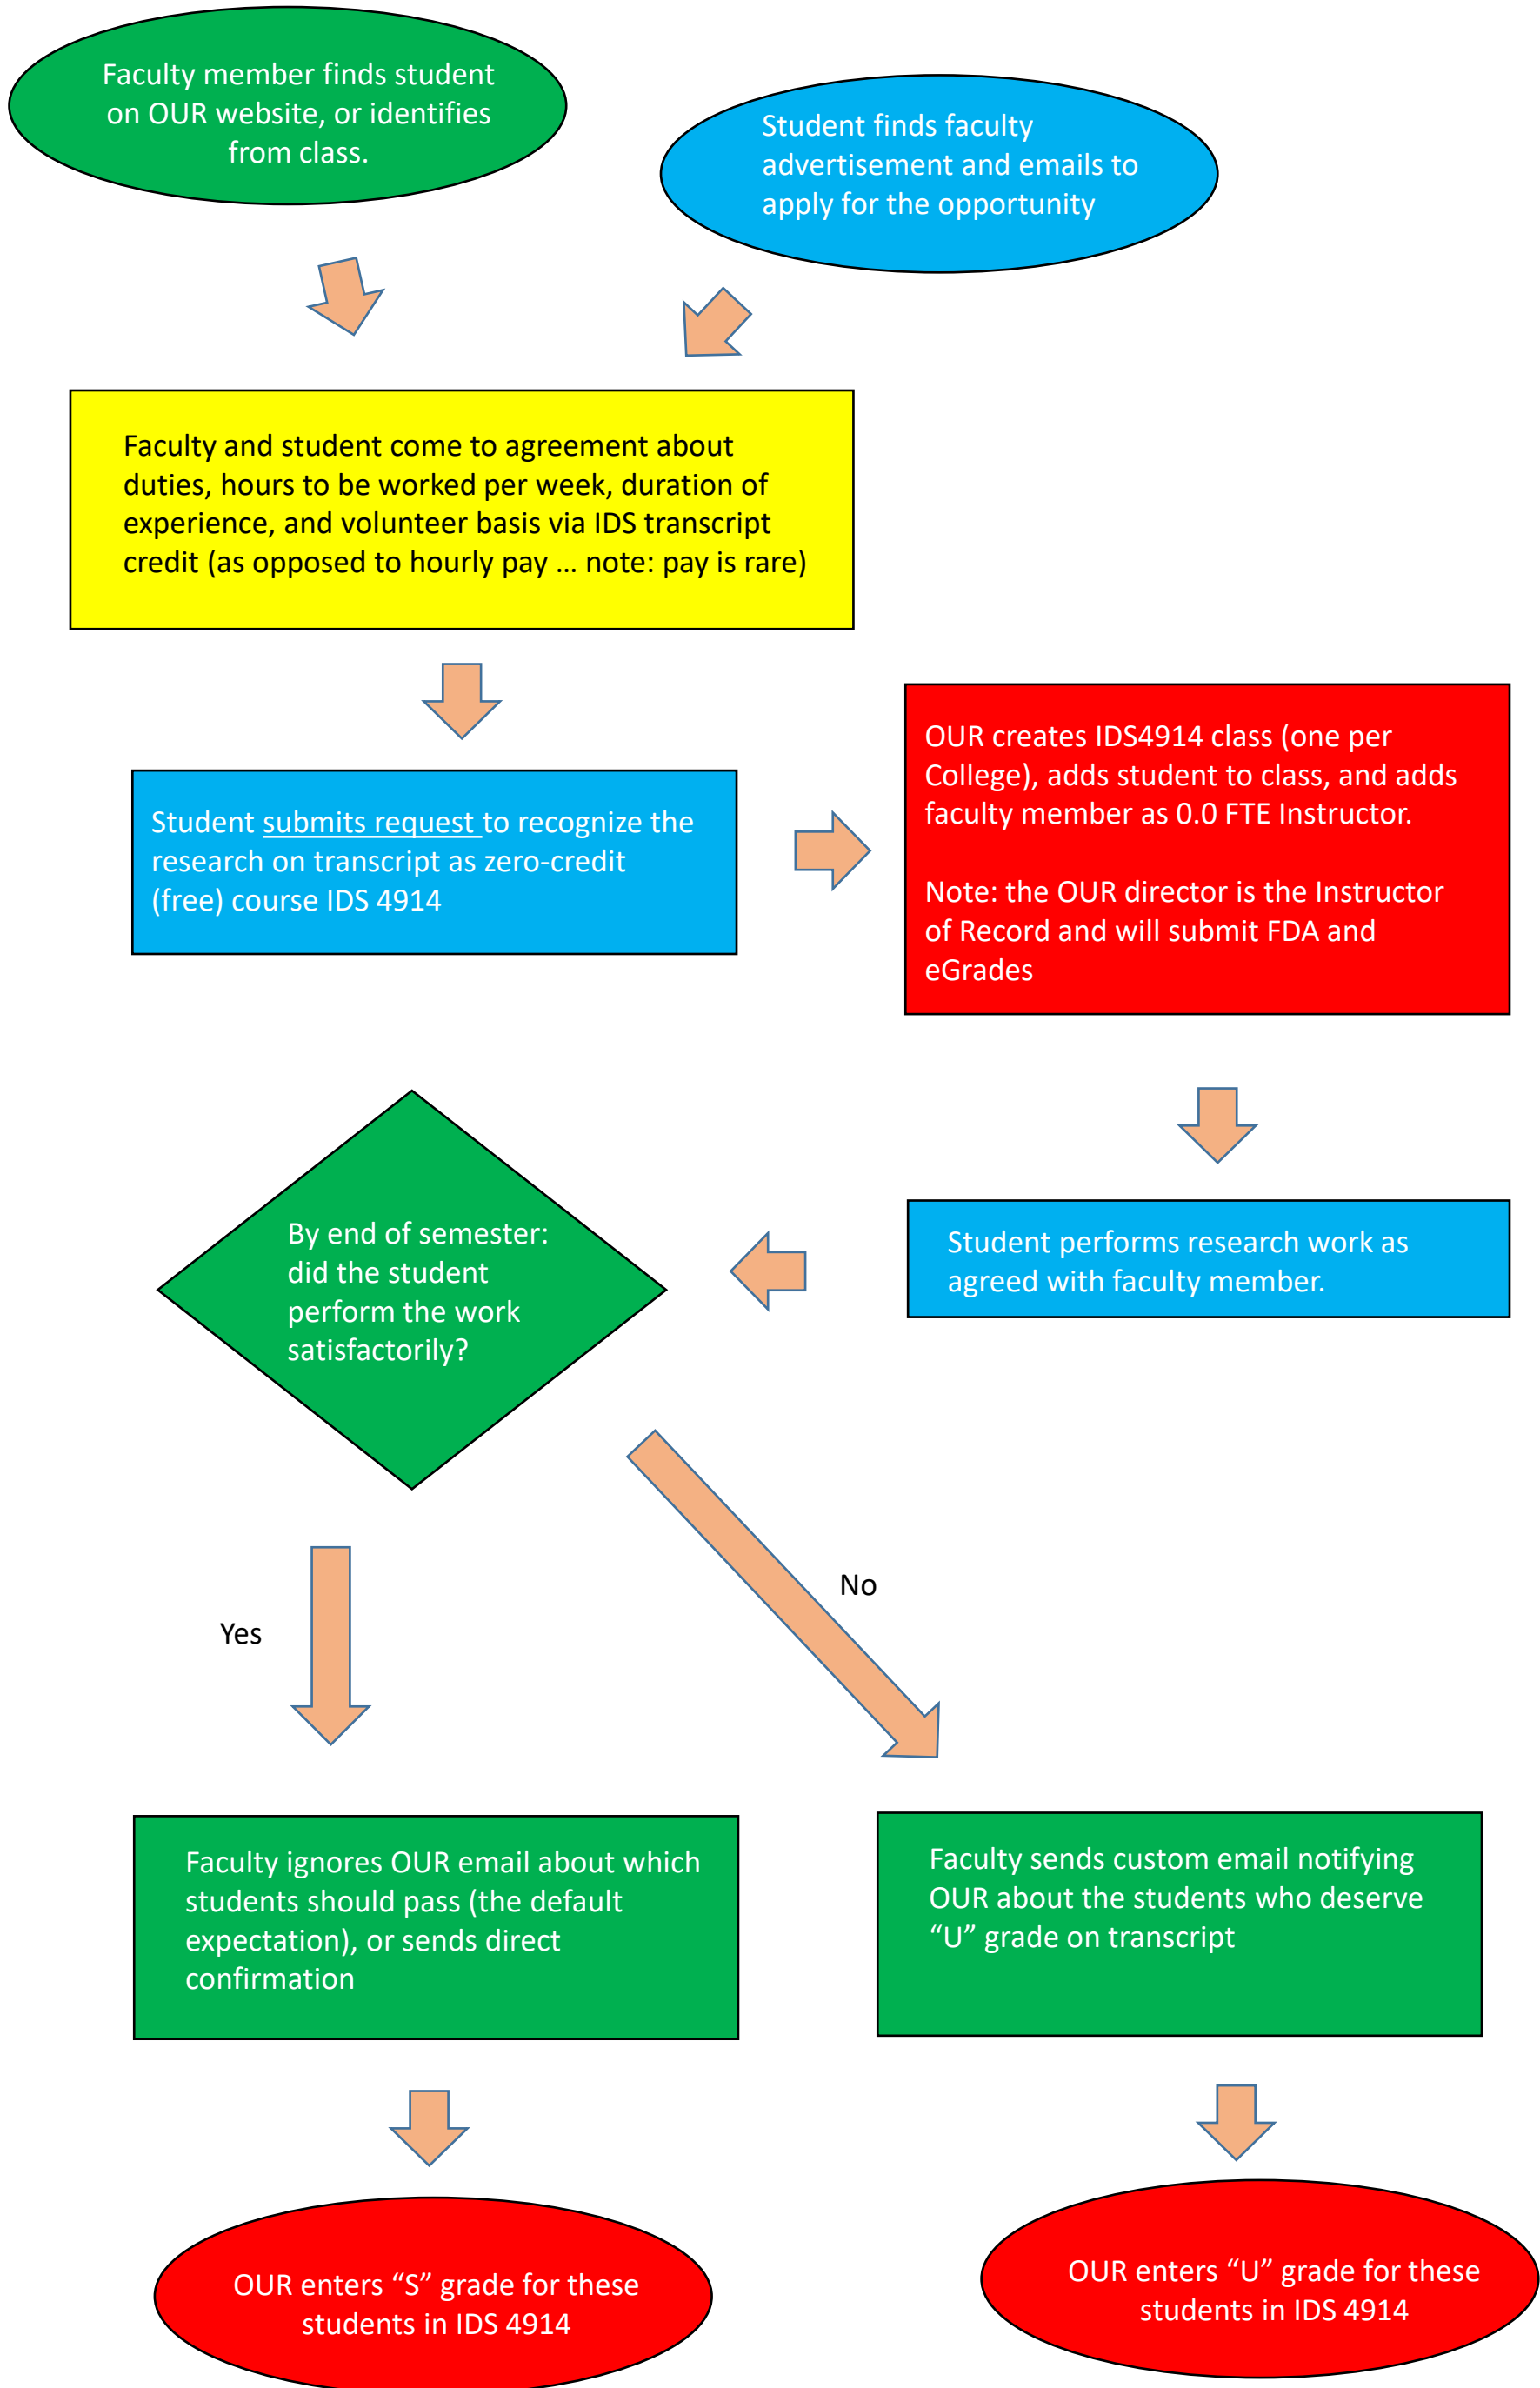 Faculty member finds student
on OUR website, or identifies
from class.
Student finds faculty
advertisement and emails to
apply for the opportunity
Faculty and student come to agreement about
duties, hours to be worked per week, duration of
experience, and volunteer basis via IDS transcript
credit (as opposed to hourly pay … note: pay is rare)
Student submits request to recognize the
research on transcript as zero-credit
(free) course IDS 4914
OUR creates IDS4914 class (one per
College), adds student to class, and adds
faculty member as 0.0 FTE Instructor.
Note: the OUR director is the Instructor
of Record and will submit FDA and
eGrades
Student performs research work as
agreed with faculty member.
By end of semester:
did the student
perform the work
satisfactorily?
No
Yes
Faculty ignores OUR email about which
students should pass (the default
expectation), or sends direct
confirmation
Faculty sends custom email notifying
OUR about the students who deserve
“U” grade on transcript
OUR enters “S” grade for these
students in IDS 4914
OUR enters “U” grade for these
students in IDS 4914